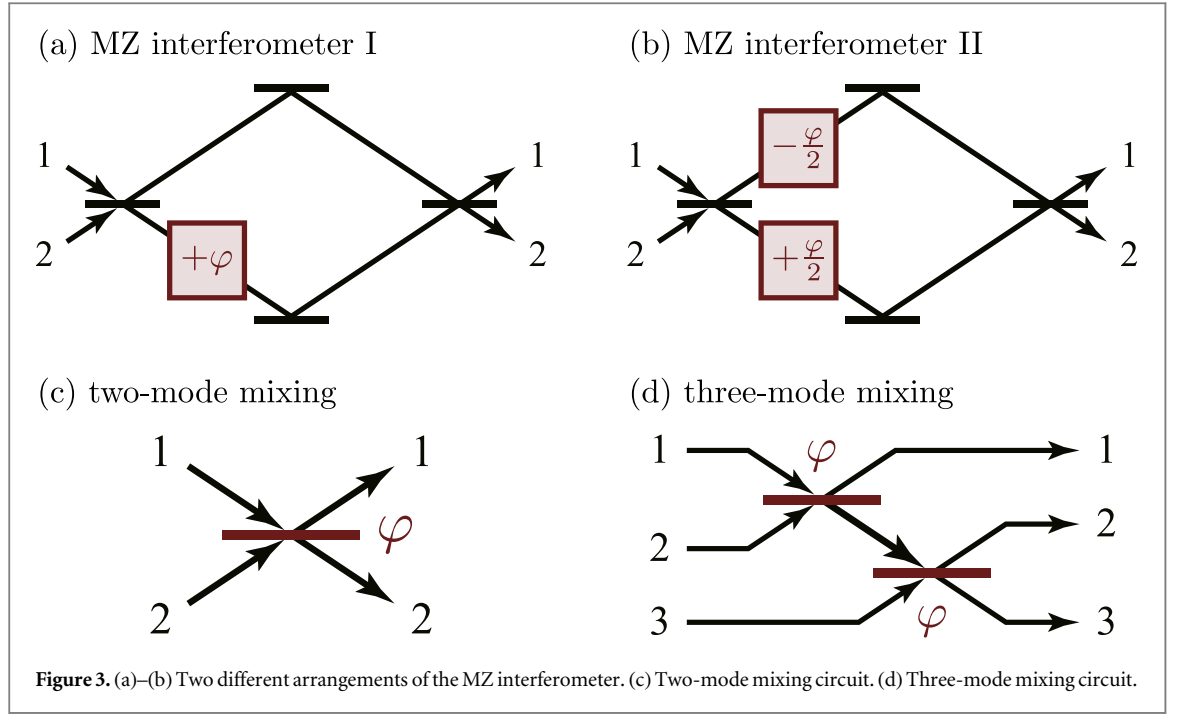 (a) MZ interferometer I
1
2
+φ
1
2
(b) MZ interferometer II
1
2
−φ/2
+φ/2
1
2
(c) two-mode mixing
1
2
φ
1
2
(d) three-mode mixing
1
2
3
φ
φ
1
2
3
Figure 3. (a)–(b) Two different arrangements of the MZ interferometer. (c) Two-mode mixing circuit. (d) Three-mode mixing circuit.